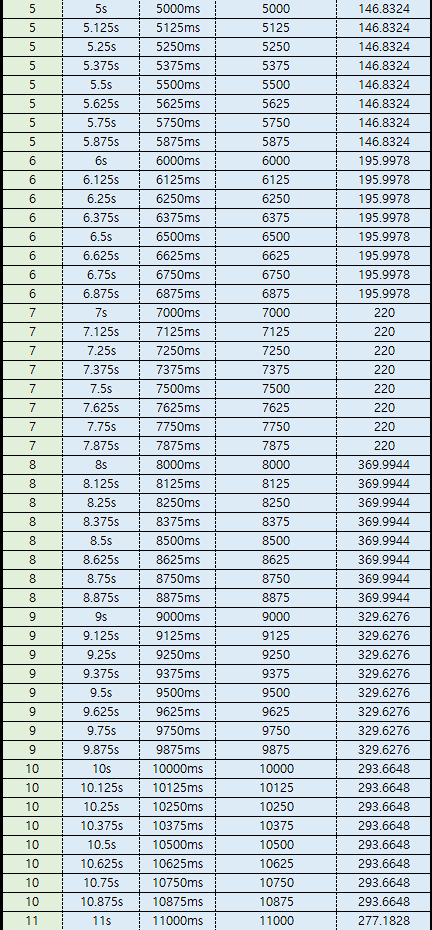 5 5s 5000ms 5000 146.8324
5 5.125s 5125ms 5125 146.8324
5 5.25s 5250ms 5250 146.8324
5 5.375s 5375ms 5375 146.8324
5 5.5s 5500ms 5500 146.8324
5 5.625s 5625ms 5625 146.8324
5 5.75s 5750ms 5750 146.8324
5 5.875s 5875ms 5875 146.8324
6 6s 6000ms 6000 195.9978
6 6.125s 6125ms 6125 195.9978
6 6.25s 6250ms 6250 195.9978
6 6.375s 6375ms 6375 195.9978
6 6.5s 6500ms 6500 195.9978
6 6.625s 6625ms 6625 195.9978
6 6.75s 6750ms 6750 195.9978
6 6.875s 6875ms 6875 195.9978
7 7s 7000ms 7000 220
7 7.125s 7125ms 7125 220
7 7.25s 7250ms 7250 220
7 7.375s 7375ms 7375 220
7 7.5s 7500ms 7500 220
7 7.625s 7625ms 7625 220
7 7.75s 7750ms 7750 220
7 7.875s 7875ms 7875 220
8 8s 8000ms 8000 369.9944
8 8.125s 8125ms 8125 369.9944
8 8.25s 8250ms 8250 369.9944
8 8.375s 8375ms 8375 369.9944
8 8.5s 8500ms 8500 369.9944
8 8.625s 8625ms 8625 369.9944
8 8.75s 8750ms 8750 369.9944
8 8.875s 8875ms 8875 369.9944
9 9s 9000ms 9000 329.6276
9 9.125s 9125ms 9125 329.6276
9 9.25s 9250ms 9250 329.6276
9 9.375s 9375ms 9375 329.6276
9 9.5s 9500ms 9500 329.6276
9 9.625s 9625ms 9625 329.6276
9 9.75s 9750ms 9750 329.6276
9 9.875s 9875ms 9875 329.6276
10 10s 10000ms 10000 293.6648
10 10.125s 10125ms 10125 293.6648
10 10.25s 10250ms 10250 293.6648
10 10.375s 10375ms 10375 293.6648
10 10.5s 10500ms 10500 293.6648
10 10.625s 10625ms 10625 293.6648
10 10.75s 10750ms 10750 293.6648
10 10.875s 10875ms 10875 293.6648
11 11s 11000ms 11000 277.1828